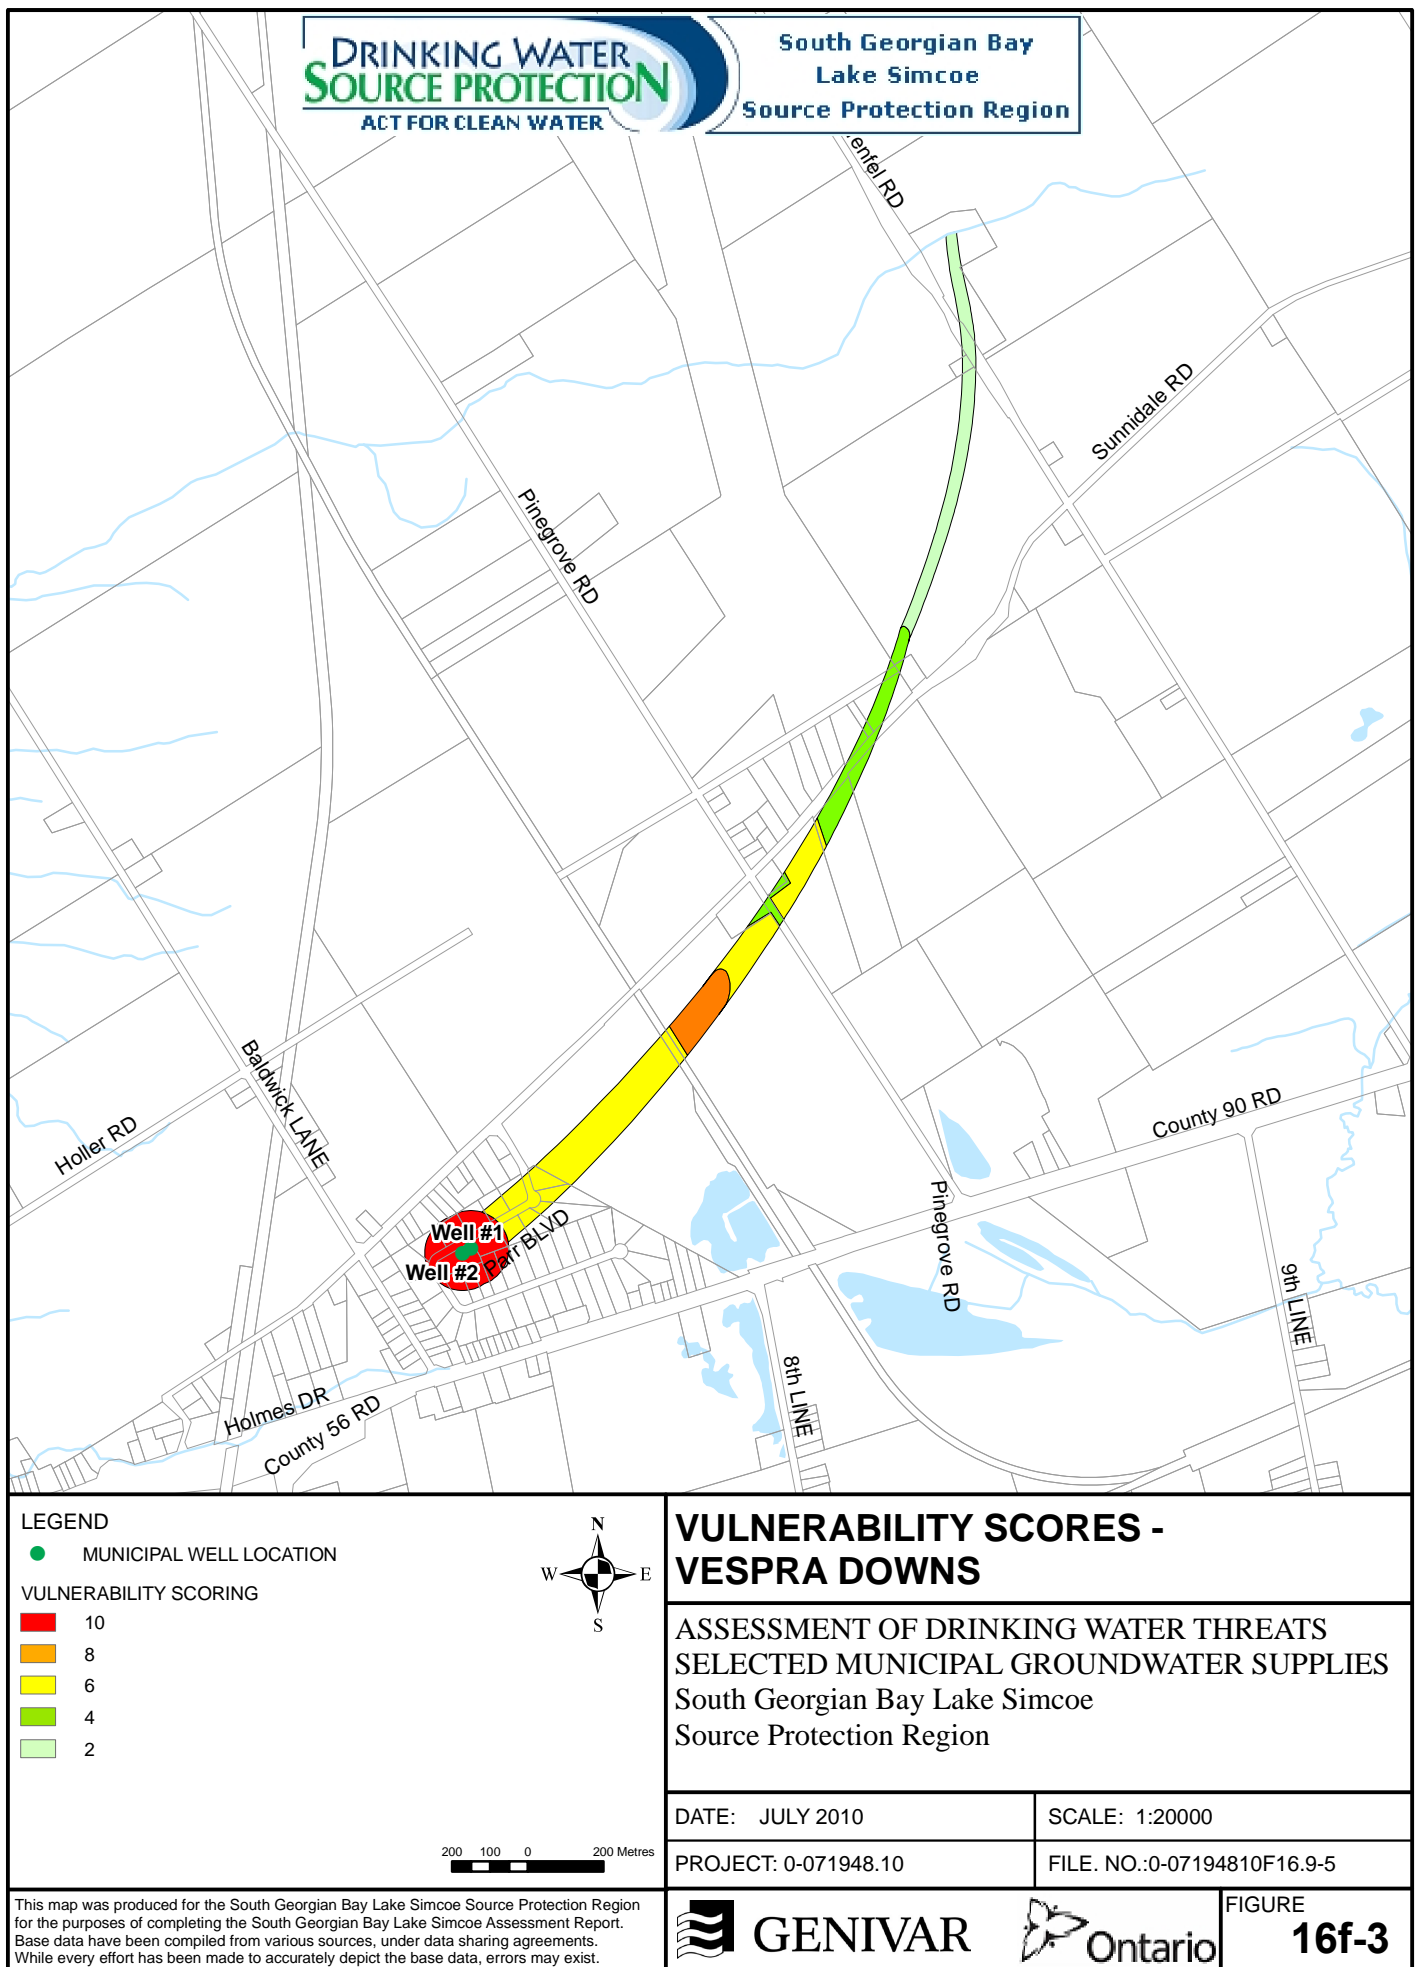 DRINKING WATER
SOURCE PROTECTION
ACT FOR CLEAN WATER
South Georgian Bay
Lake Simcoe
Source Protection Region
enfel RD
Sunnidale RD
Pinegrove RD
Baldwick LANE
Holler RD
County 90 RD
Well #1
Well #2
Parr BLVD
Pinegrove RD
9th LINE
8th LINE
Holmes DR
County 56 RD
LEGEND
MUNICIPAL WELL LOCATION
VULNERABILITY SCORING
10
8
6
4
2
N
W E
S
200 100 0 200 Metres
VULNERABILITY SCORES -
VESPRA DOWNS
ASSESSMENT OF DRINKING WATER THREATS
SELECTED MUNICIPAL GROUNDWATER SUPPLIES
South Georgian Bay Lake Simcoe
Source Protection Region
DATE: JULY 2010
SCALE: 1:20000
PROJECT: 0-071948.10
FILE. NO.:0-07194810F16.9-5
This map was produced for the South Georgian Bay Lake Simcoe Source Protection Region
for the purposes of completing the South Georgian Bay Lake Simcoe Assessment Report.
Base data have been compiled from various sources, under data sharing agreements.
While every effort has been made to accurately depict the base data, errors may exist.
GENIVAR
Ontario
FIGURE
16f-3